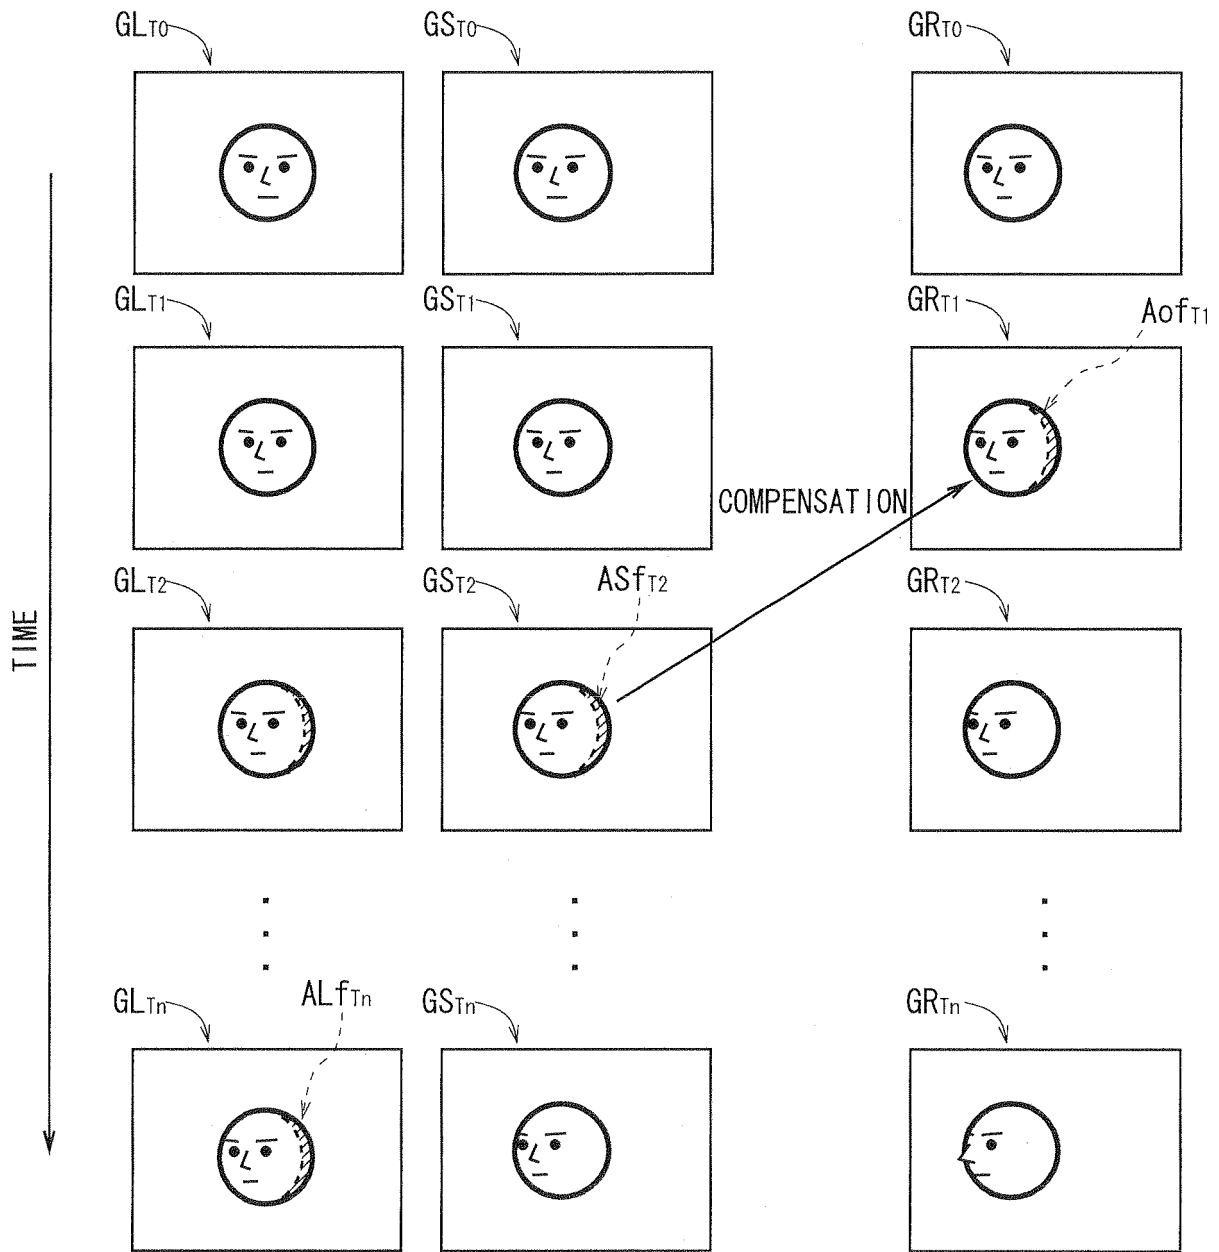 GLT0 GST0 GRT0
GLT1 GST1 GRT1 AofT1
COMPENSATION
GLT2 GST2 ASfT2 GRT2
TIME
GLTn ALfTn GSTn GRTn